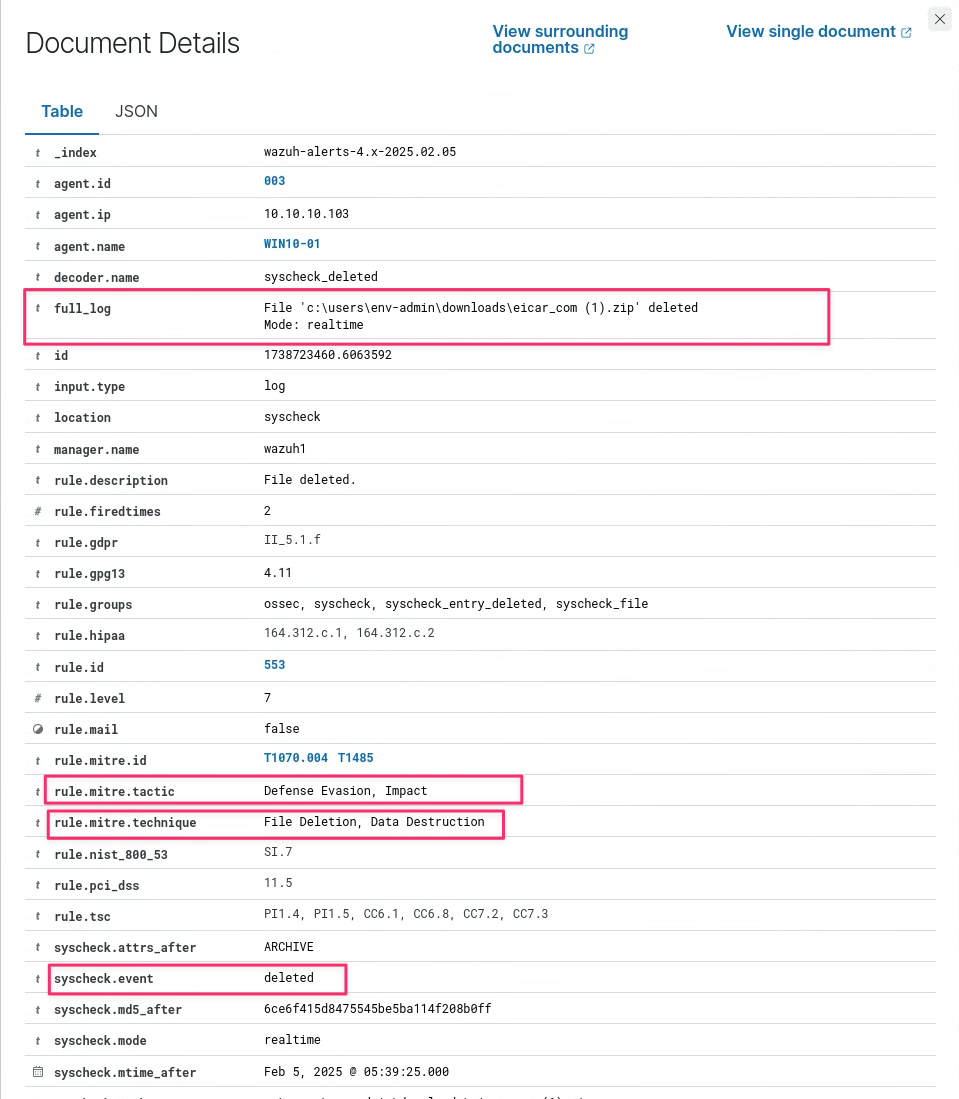 Document Details
View surrounding
documents
View single document
Table JSON
t _index wazuh-alerts-4.x-2025.02.05
t agent.id 003
t agent.ip 10.10.10.103
t agent.name WIN10-01
t decoder.name syscheck_deleted
t full_log File 'c:\users\env-admin\downloads\eicar_com (1).zip' deleted
Mode: realtime
t id 1738723460.6063592
t input.type log
t location syscheck
t manager.name wazuh1
t rule.description File deleted.
# rule.firedtimes 2
t rule.gdpr II_5.1.f
t rule.gpg13 4.11
t rule.groups ossec, syscheck, syscheck_entry_deleted, syscheck_file
t rule.hipaa 164.312.c.1, 164.312.c.2
t rule.id 553
# rule.level 7
rule.mail false
t rule.mitre.id T1070.004 T1485
t rule.mitre.tactic Defense Evasion, Impact
t rule.mitre.technique File Deletion, Data Destruction
t rule.nist_800_53 SI.7
t rule.pci_dss 11.5
t rule.tsc PI1.4, PI1.5, CC6.1, CC6.8, CC7.2, CC7.3
t syscheck.attrs_after ARCHIVE
t syscheck.event deleted
t syscheck.md5_after 6ce6f415d8475545be5ba114f208b0ff
t syscheck.mode realtime
syscheck.mtime_after Feb 5, 2025 @ 05:39:25.000